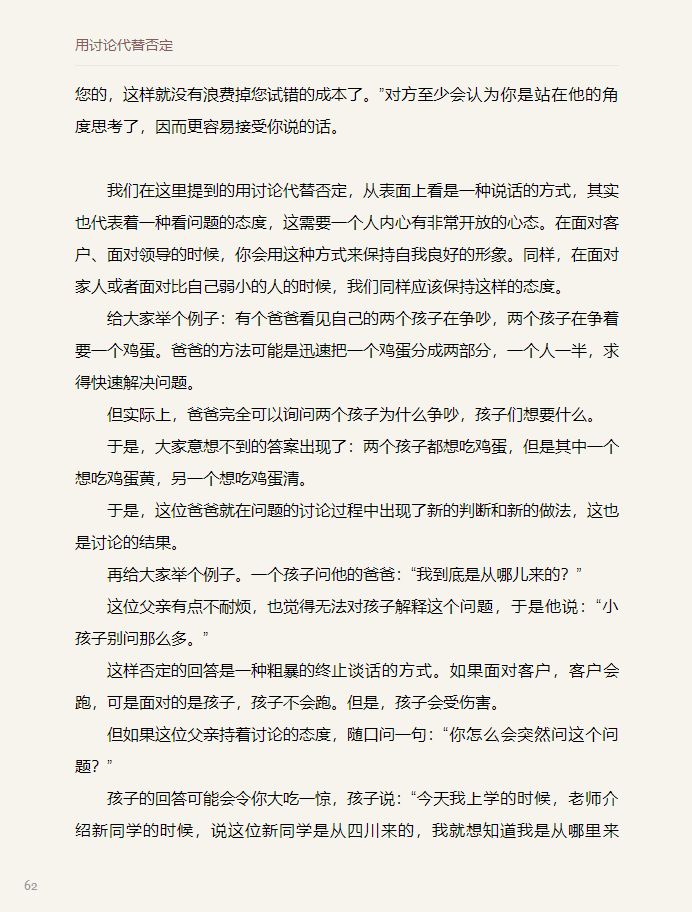 用讨论代替否定
您的，这样就没有浪费掉您试错的成本了。”对方至少会认为你是站在他的角
度思考了，因而更容易接受你说的话。
我们在这里提到的用讨论代替否定，从表面上看是一种说话的方式，其实
也代表着一种看问题的态度，这需要一个人内心有非常开放的心态。在面对客
户、面对领导的时候，你会用这种方式来保持自我良好的形象。同样，在面对
家人或者面对比自己弱小的人的时候，我们同样应该保持这样的态度。
给大家举个例子：有个爸爸看见自己的两个孩子在争吵，两个孩子在争着
要一个鸡蛋。爸爸的方法可能是迅速把一个鸡蛋分成两部分，一个人一半，求
得快速解决问题。
但实际上，爸爸完全可以询问两个孩子为什么争吵，孩子们想要什么。
于是，大家意想不到的答案出现了：两个孩子都想吃鸡蛋，但是其中一个
想吃鸡蛋黄，另一个想吃鸡蛋清。
于是，这位爸爸就在问题的讨论过程中出现了新的判断和新的做法，这也
是讨论的结果。
再给大家举个例子。一个孩子问他的爸爸：“我到底是从哪儿来的？”
这位父亲有点不耐烦，也觉得无法对孩子解释这个问题，于是他说：“小
孩子别问那么多。”
这样否定的回答是一种粗暴的终止谈话的方式。如果面对客户，客户会
跑，可是面对的是孩子，孩子不会跑。但是，孩子会受伤害。
但如果这位父亲持着讨论的态度，随口问一句：“你怎么会突然问这个问
题？”
孩子的回答可能会令你大吃一惊，孩子说：“今天我上学的时候，老师介
绍新同学的时候，说这位新同学是从四川来的，我就想知道我是从哪里来
62